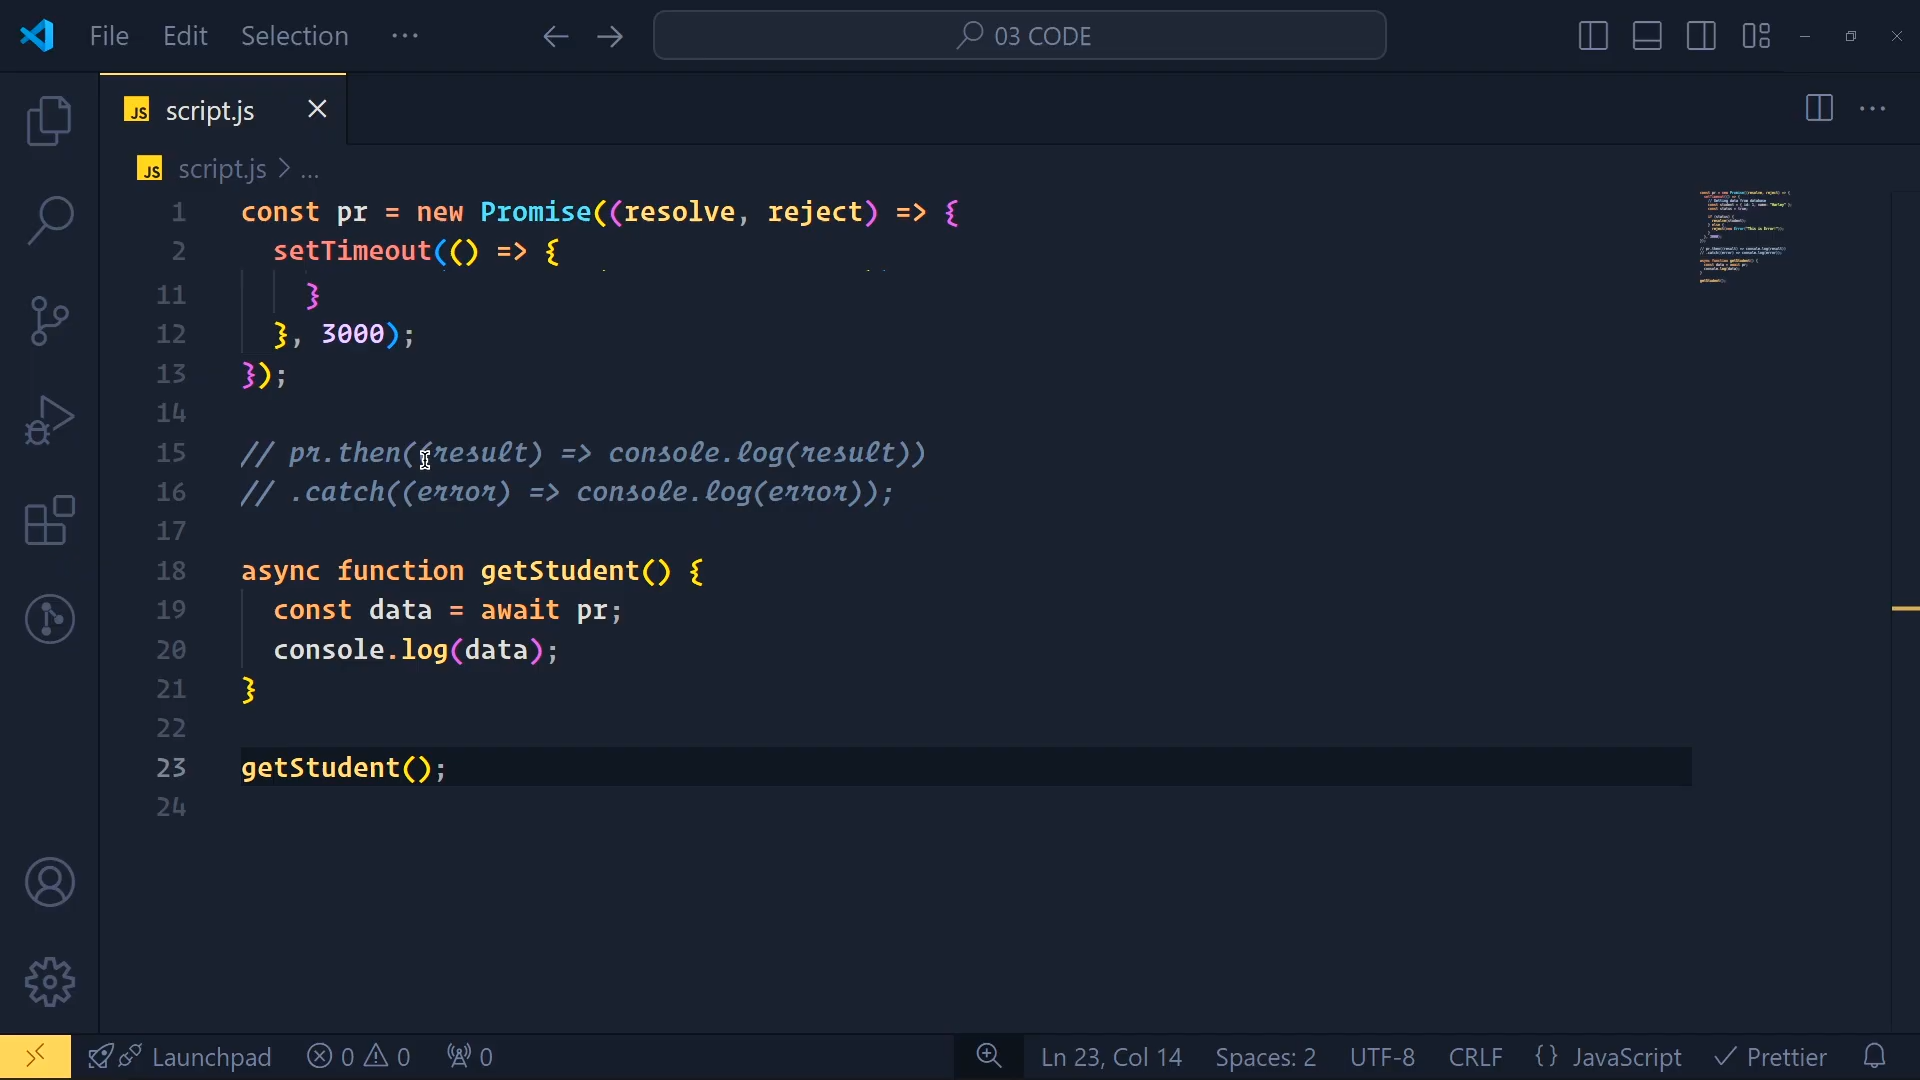 File Edit Selection ···
03 CODE
JS script.js
JS script.js > ...
1 const pr = new Promise((resolve, reject) => {
2   setTimeout(() => {
11     }
12   }, 3000);
13 });
14
15 // pr.then((result) => console.log(result))
16 // .catch((error) => console.log(error));
17
18 async function getStudent() {
19   const data = await pr;
20   console.log(data);
21 }
22
23 getStudent();
24
Launchpad 0 0 0 Ln 23, Col 14 Spaces: 2 UTF-8 CRLF {} JavaScript Prettier